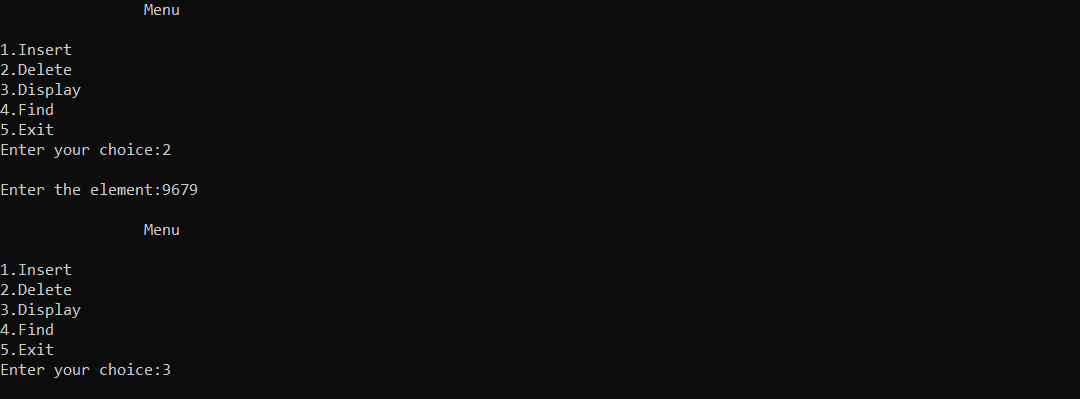 Menu
1.Insert
2.Delete
3.Display
4.Find
5.Exit
Enter your choice:2
Enter the element:9679
Menu
1.Insert
2.Delete
3.Display
4.Find
5.Exit
Enter your choice:3